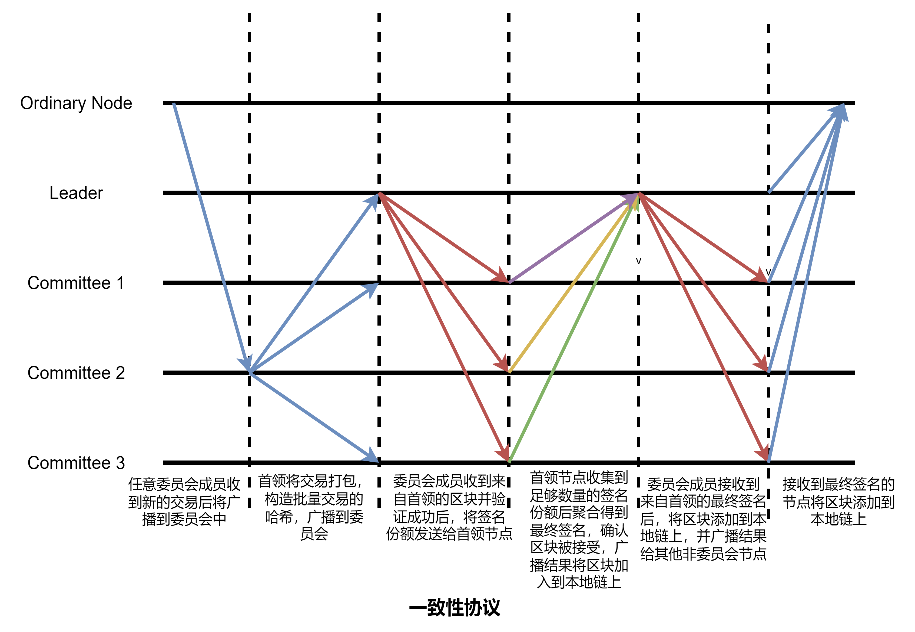 Ordinary Node
Leader
v
Committee 1
v
Committee 2
Committee 3
任意委员会成员收
到新的交易后将广
播到委员会中
首领将交易打包，
构造批量交易的
哈希，广播到委
员会
委员会成员收到来
自首领的区块并验
证成功后，将签名
份额发送给首领节点
首领节点收集到
足够数量的签名
份额后聚合得到
最终签名，确认
区块被接受，广
播结果将区块加
入到本地链上
委员会成员接收到
来自首领的最终签名
后，将区块添加到本
地链上，并广播结果
给其他非委员会节点
接收到最终签名的
节点将区块添加到
本地链上
一致性协议